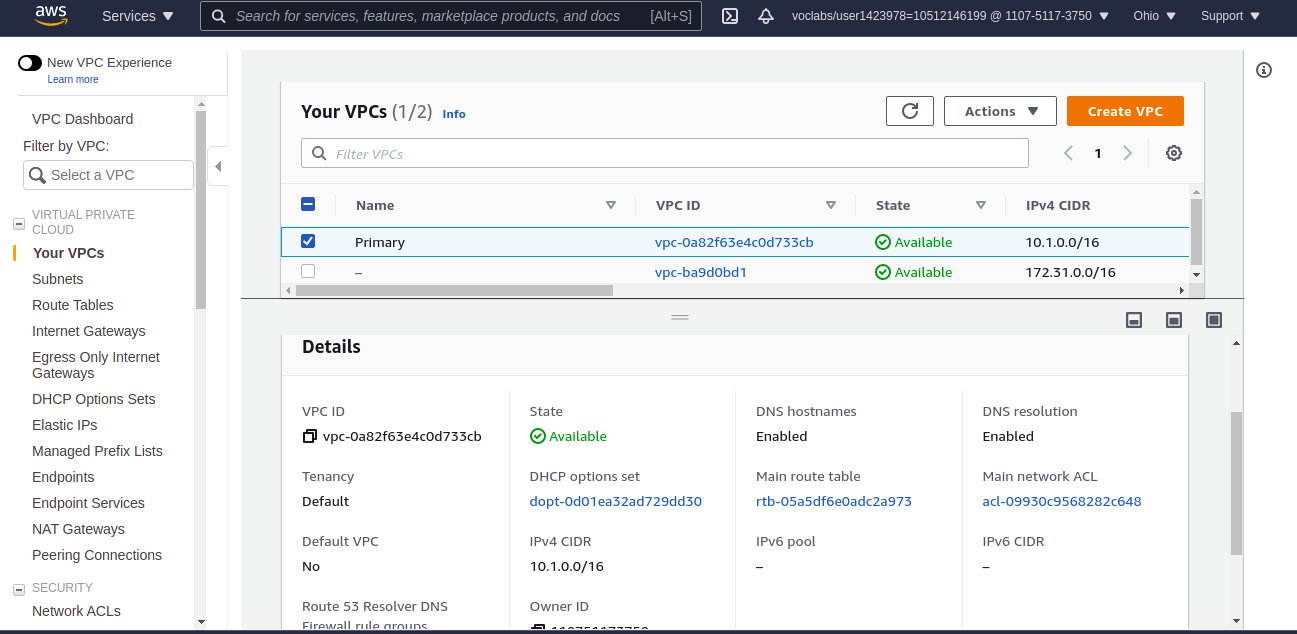 aws
Services
Search for services, features, marketplace products, and docs [Alt+S]
voclabs/user1423978=10512146199 @ 1107-5117-3750
Ohio
Support
New VPC Experience
Learn more
VPC Dashboard
Filter by VPC:
Select a VPC
VIRTUAL PRIVATE
CLOUD
Your VPCs
Subnets
Route Tables
Internet Gateways
Egress Only Internet
Gateways
DHCP Options Sets
Elastic IPs
Managed Prefix Lists
Endpoints
Endpoint Services
NAT Gateways
Peering Connections
SECURITY
Network ACLs
Your VPCs (1/2) Info
Actions
Create VPC
Filter VPCs
1
Name VPC ID State IPv4 CIDR
Primary vpc-0a82f63e4c0d733cb Available 10.1.0.0/16
– vpc-ba9d0bd1 Available 172.31.0.0/16
Details
VPC ID State DNS hostnames DNS resolution
vpc-0a82f63e4c0d733cb Available Enabled Enabled
Tenancy DHCP options set Main route table Main network ACL
Default dopt-0d01ea32ad729dd30 rtb-05a5df6e0adc2a973 acl-09930c9568282c648
Default VPC IPv4 CIDR IPv6 pool IPv6 CIDR
No 10.1.0.0/16 – –
Route 53 Resolver DNS Owner ID
Firewall rule groups